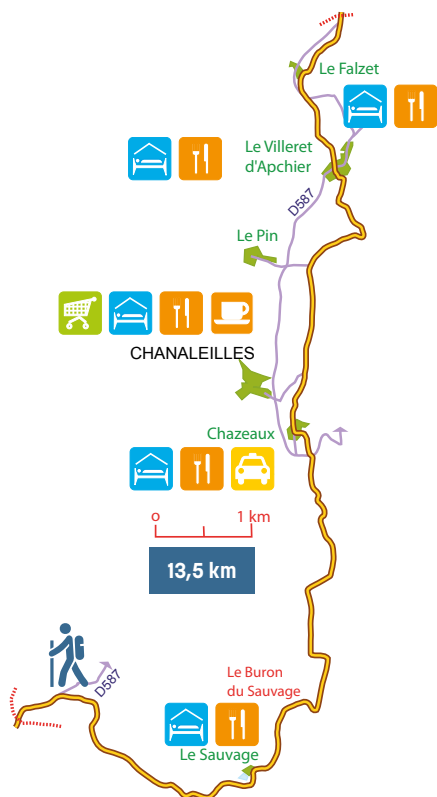 Le Falzet
Le Villeret
d'Apchier
D587
Le Pin
CHANALEILLES
Chazeaux
0 1 km
13,5 km
Le Buron
du Sauvage
D587
Le Sauvage